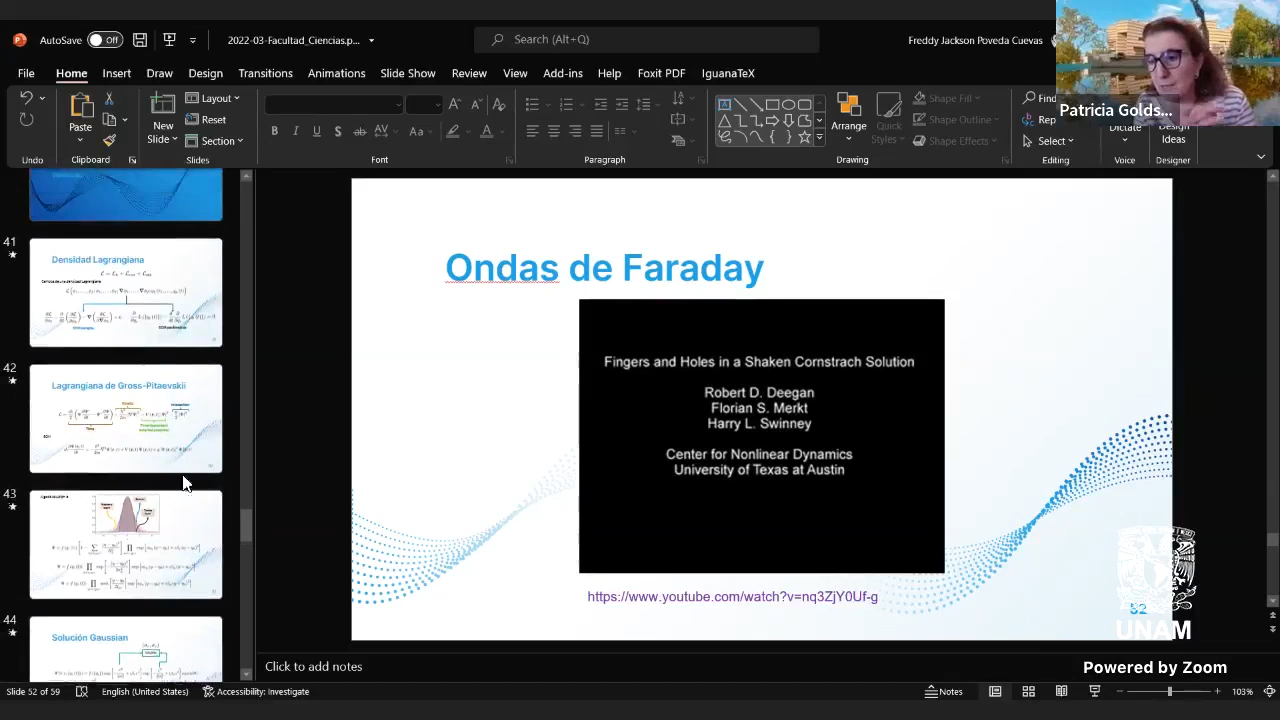 AutoSave Off 2022-03-Facultad_Ciencias.p... Search (Alt+Q) Freddy Jackson Poveda Cuevas
File Home Insert Draw Design Transitions Animations Slide Show Review View Add-ins Help Foxit PDF IguanaTeX
Patricia Golds...
Paste
New
Slide
Layout
Reset
Section
Arrange
Quick
Styles
Shape Fill
Shape Outline
Shape Effects
Find
Rep
Select
Dictate
Design
Ideas
Undo Clipboard Slides Font Paragraph Drawing Editing Voice Designer
41
Densidad Lagrangiana
42
Lagrangiana de Gross-Pitaevskii
43
44
Solución Gaussian
Ondas de Faraday
Fingers and Holes in a Shaken Cornstrach Solution
Robert D. Deegan
Florian S. Merkt
Harry L. Swinney
Center for Nonlinear Dynamics
University of Texas at Austin
https://www.youtube.com/watch?v=nq3ZjY0Uf-g
52
UNAM
Click to add notes
Powered by Zoom
Slide 52 of 59 English (United States) Accessibility: Investigate Notes 103%